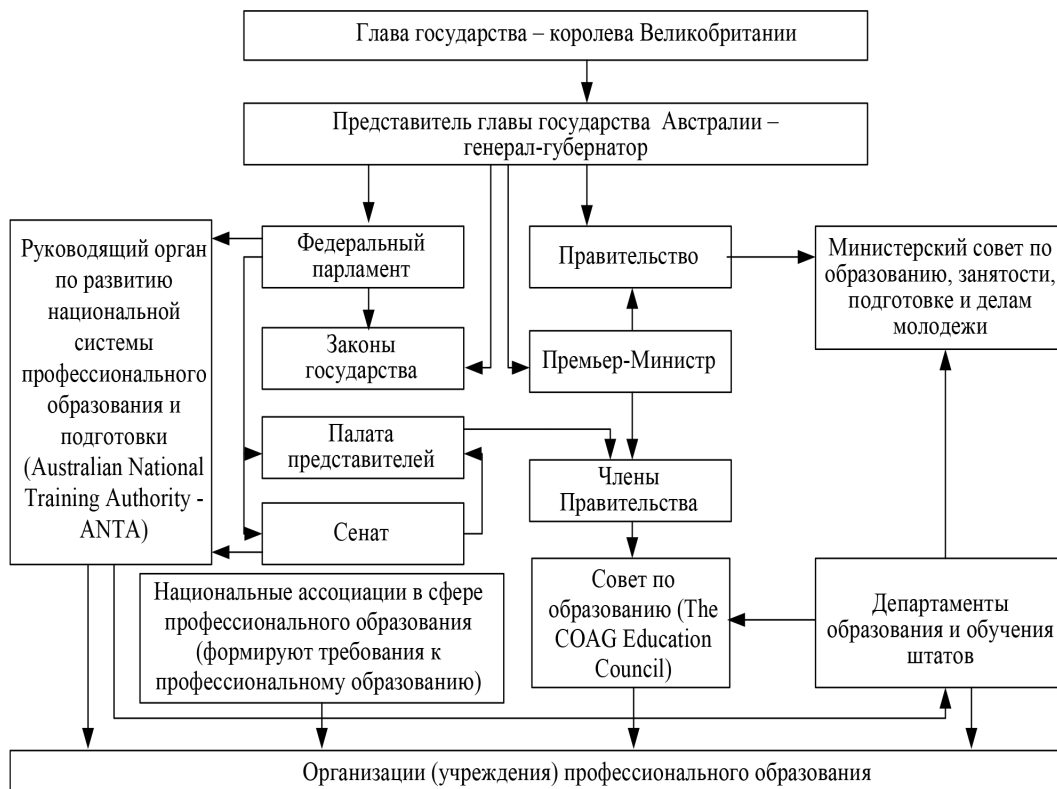 Глава государства – королева Великобритании
Представитель главы государства Австралии –
генерал-губернатор
Руководящий орган
по развитию
национальной
системы
профессионального
образования и
подготовки
(Australian National
Training Authority -
ANTA)
Федеральный
парламент
Правительство
Министерский совет по
образованию, занятости,
подготовке и делам
молодежи
Законы
государства
Премьер-Министр
Палата
представителей
Члены
Правительства
Сенат
Национальные ассоциации в сфере
профессионального образования
(формируют требования к
профессиональному образованию)
Совет по
образованию (The
COAG Education
Council)
Департаменты
образования и обучения
штатов
Организации (учреждения) профессионального образования